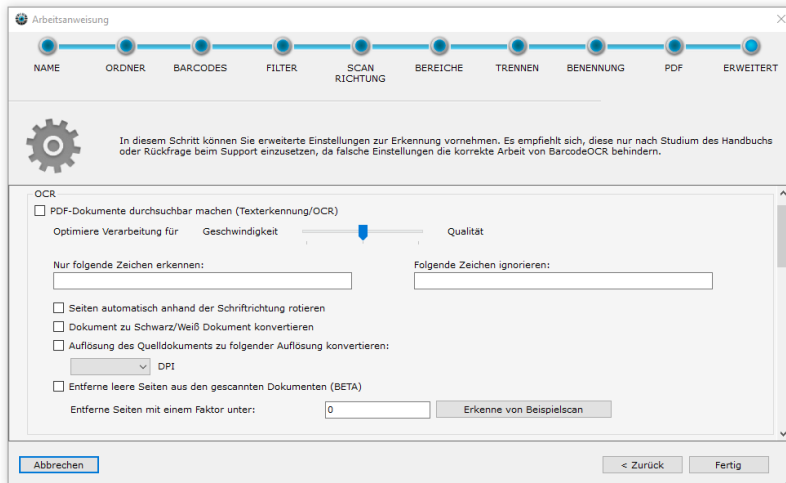 Arbeitsanweisung
NAME
ORDNER
BARCODES
FILTER
SCAN
RICHTUNG
BEREICHE
TRENNEN
BENENNUNG
PDF
ERWEITERT
In diesem Schritt können Sie erweiterte Einstellungen zur Erkennung vornehmen. Es empfiehlt sich, diese nur nach Studium des Handbuchs
oder Rückfrage beim Support einzusetzen, da falsche Einstellungen die korrekte Arbeit von BarcodeOCR behindern.
OCR
PDF-Dokumente durchsuchbar machen (Texterkennung/OCR)
Optimiere Verarbeitung für Geschwindigkeit Qualität
Nur folgende Zeichen erkennen: Folgende Zeichen ignorieren:
Seiten automatisch anhand der Schriftrichtung rotieren
Dokument zu Schwarz/Weiß Dokument konvertieren
Auflösung des Quelldokuments zu folgender Auflösung konvertieren:
DPI
Entferne leere Seiten aus den gescannten Dokumenten (BETA)
Entferne Seiten mit einem Faktor unter: 0 Erkenne von Beispielscan
Abbrechen < Zurück Fertig